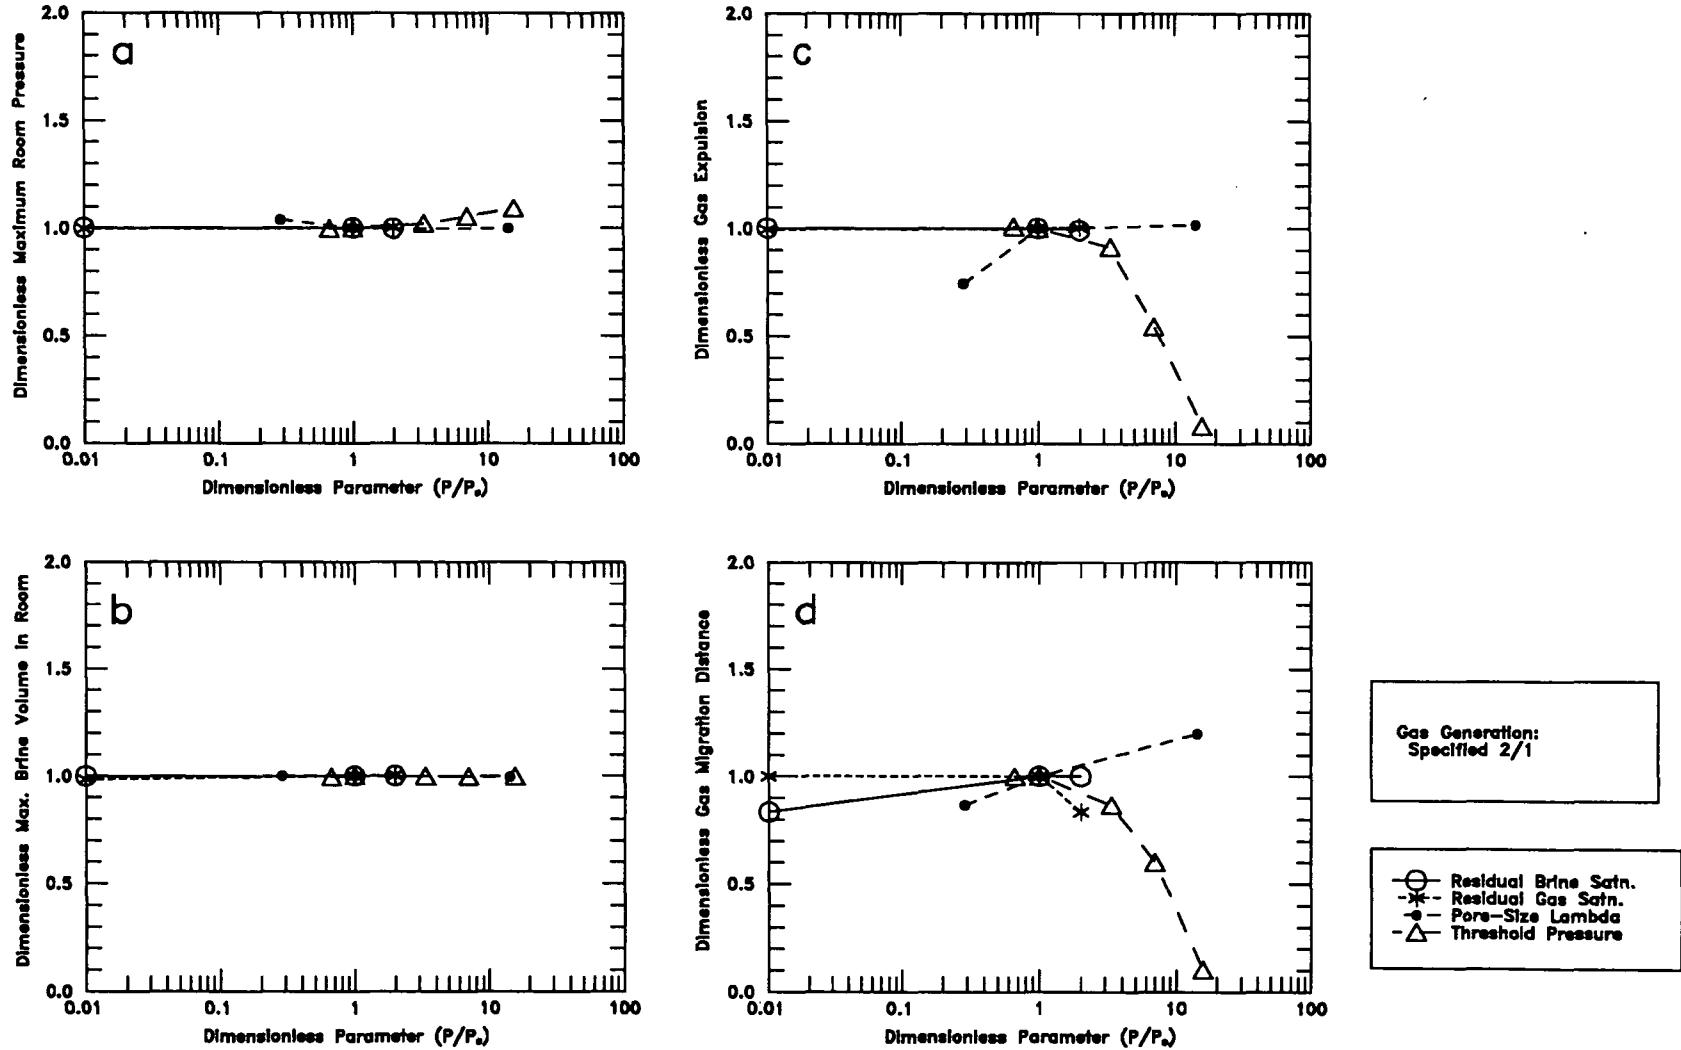 a
2.0
1.5
1.0
0.5
0.0
0.01
0.1
1
10
100
Dimensionless Maximum Room Pressure
Dimensionless Parameter (P/Pₒ)
c
2.0
1.5
1.0
0.5
0.0
0.01
0.1
1
10
100
Dimensionless Gas Expulsion
Dimensionless Parameter (P/Pₒ)
b
2.0
1.5
1.0
0.5
0.0
0.01
0.1
1
10
100
Dimensionless Max. Brine Volume in Room
Dimensionless Parameter (P/Pₒ)
d
2.0
1.5
1.0
0.5
0.0
0.01
0.1
1
10
100
Dimensionless Gas Migration Distance
Dimensionless Parameter (P/Pₒ)
Gas Generation:
Specified 2/1
Residual Brine Satn.
Residual Gas Satn.
Pore-Size Lambda
Threshold Pressure